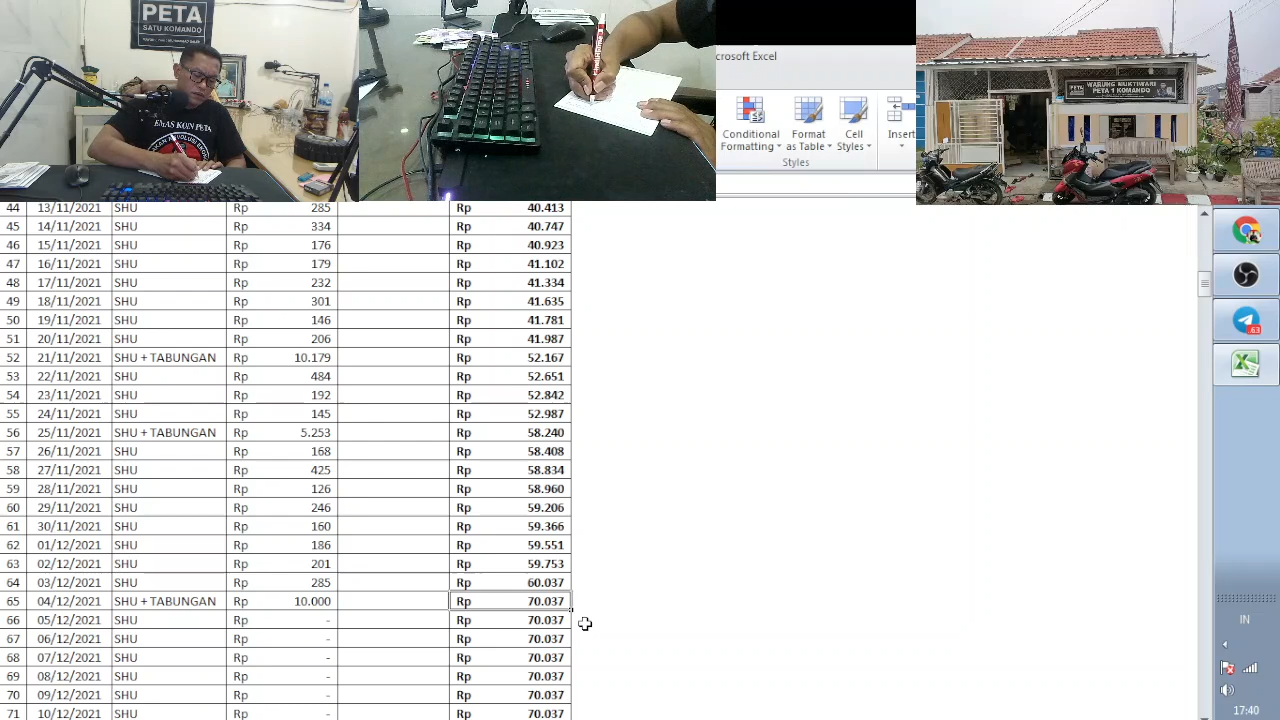 PETA
SATU KOMANDO
EMAS KOIN PETA
crosoft Excel
Conditional Formatting
Format as Table
Cell Styles
Insert
Styles
WARUNG MUKTIWARI
PETA 1 KOMANDO
44 13/11/2021 SHU Rp 285 Rp 40.413
45 14/11/2021 SHU Rp 334 Rp 40.747
46 15/11/2021 SHU Rp 176 Rp 40.923
47 16/11/2021 SHU Rp 179 Rp 41.102
48 17/11/2021 SHU Rp 232 Rp 41.334
49 18/11/2021 SHU Rp 301 Rp 41.635
50 19/11/2021 SHU Rp 146 Rp 41.781
51 20/11/2021 SHU Rp 206 Rp 41.987
52 21/11/2021 SHU + TABUNGAN Rp 10.179 Rp 52.167
53 22/11/2021 SHU Rp 484 Rp 52.651
54 23/11/2021 SHU Rp 192 Rp 52.842
55 24/11/2021 SHU Rp 145 Rp 52.987
56 25/11/2021 SHU + TABUNGAN Rp 5.253 Rp 58.240
57 26/11/2021 SHU Rp 168 Rp 58.408
58 27/11/2021 SHU Rp 425 Rp 58.834
59 28/11/2021 SHU Rp 126 Rp 58.960
60 29/11/2021 SHU Rp 246 Rp 59.206
61 30/11/2021 SHU Rp 160 Rp 59.366
62 01/12/2021 SHU Rp 186 Rp 59.551
63 02/12/2021 SHU Rp 201 Rp 59.753
64 03/12/2021 SHU Rp 285 Rp 60.037
65 04/12/2021 SHU + TABUNGAN Rp 10.000 Rp 70.037
66 05/12/2021 SHU Rp - Rp 70.037
67 06/12/2021 SHU Rp - Rp 70.037
68 07/12/2021 SHU Rp - Rp 70.037
69 08/12/2021 SHU Rp - Rp 70.037
70 09/12/2021 SHU Rp - Rp 70.037
71 10/12/2021 SHU Rp - Rp 70.037
63
IN
17:40